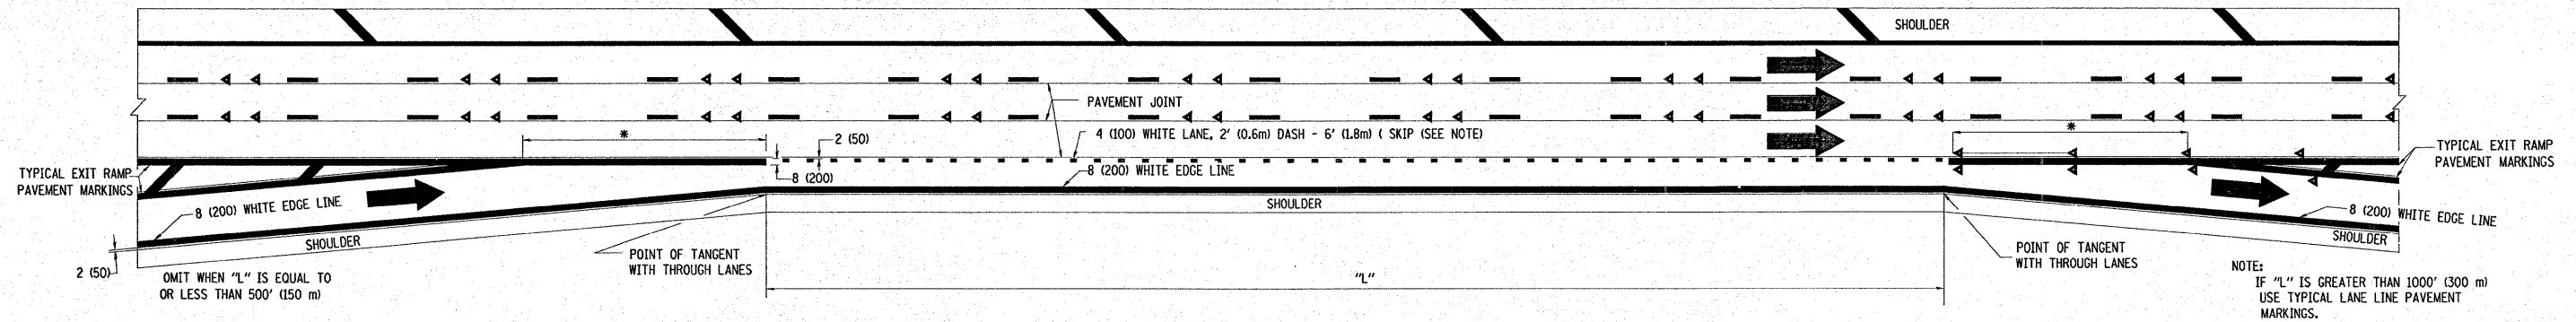 SHOULDER
PAVEMENT JOINT
4 (100) WHITE LANE, 2' (0.6m) DASH - 6' (1.8m) ( SKIP (SEE NOTE)
2 (50)
*
*
TYPICAL EXIT RAMP
PAVEMENT MARKINGS
TYPICAL EXIT RAMP
PAVEMENT MARKINGS
8 (200)
8 (200) WHITE EDGE LINE
8 (200) WHITE EDGE LINE
SHOULDER
8 (200) WHITE EDGE LINE
SHOULDER
SHOULDER
2 (50)
POINT OF TANGENT
WITH THROUGH LANES
POINT OF TANGENT
WITH THROUGH LANES
OMIT WHEN "L" IS EQUAL TO
OR LESS THAN 500' (150 m)
"L"
NOTE:
IF "L" IS GREATER THAN 1000' (300 m)
USE TYPICAL LANE LINE PAVEMENT
MARKINGS.